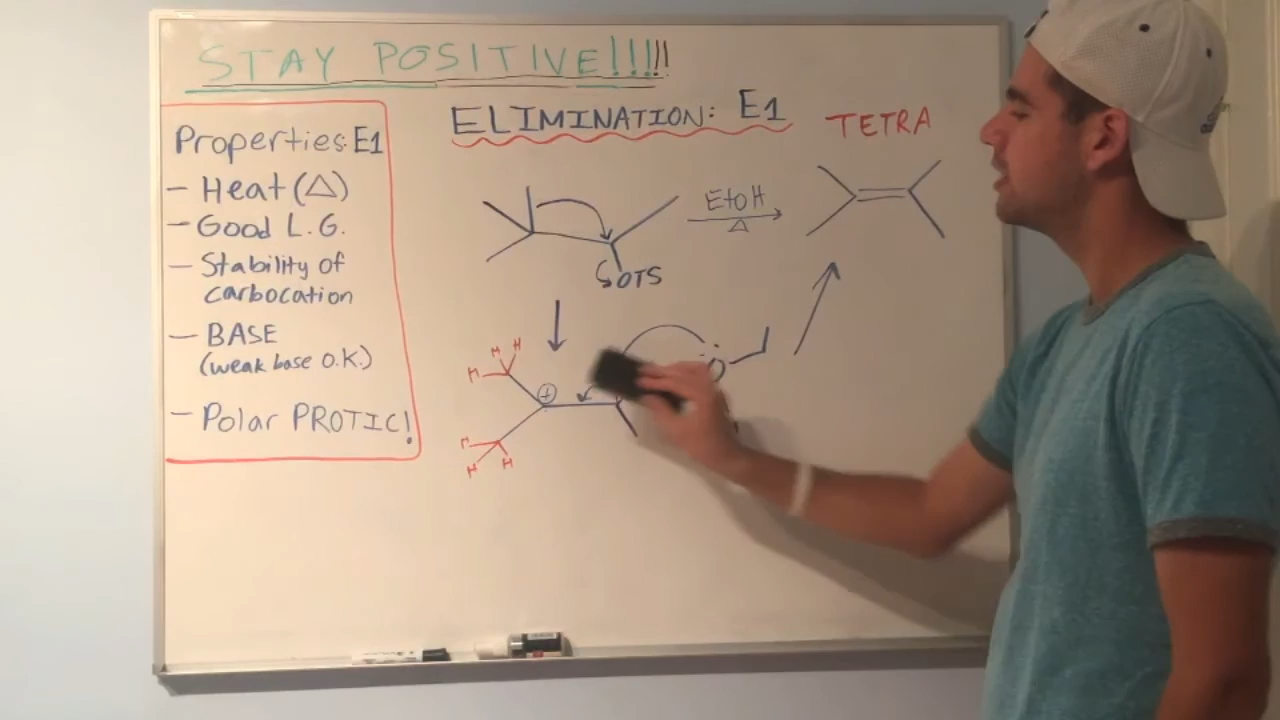 STAY POSITIVE!!!!!!
ELIMINATION: E1
TETRA
Properties: E1
- Heat (△)
- Good L.G.
- Stability of
carbocation
- BASE
(weak base O.K.)
- Polar PROTIC!
EtOH
△
OTS
H H
H
+
O
H
H H